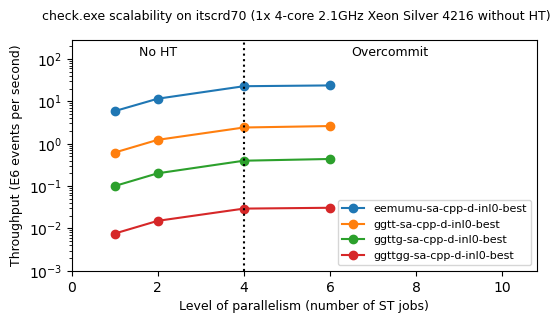 check.exe scalability on itscrd70 (1x 4-core 2.1GHz Xeon Silver 4216 without HT)
No HT
Overcommit
Throughput (E6 events per second)
10²
10¹
10⁰
10⁻¹
10⁻²
10⁻³
eemumu-sa-cpp-d-inl0-best
ggtt-sa-cpp-d-inl0-best
ggttg-sa-cpp-d-inl0-best
ggttgg-sa-cpp-d-inl0-best
0 2 4 6 8 10
Level of parallelism (number of ST jobs)